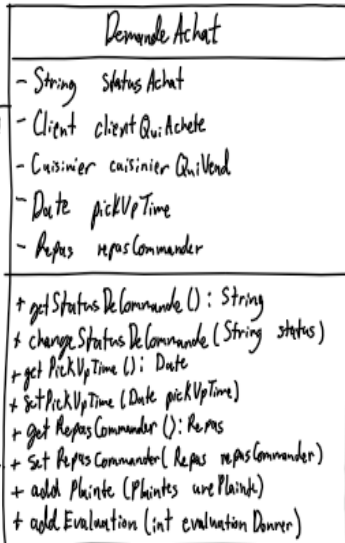 Demande Achat
- String statusAchat
- Client clientQuiAchete
- Cuisinier cuisinierQuiVend
- Date pickUpTime
- Repas repasCommander
+ getStatusDeCommande(): String
+ changeStatusDeCommande(String status)
+ getPickUpTime(): Date
+ setPickUpTime(Date pickUpTime)
+ getRepasCommander(): Repas
+ setRepasCommander(Repas repasCommander)
+ addPlainte(Plaintes unePlainte)
+ addEvaluation(int evaluationDonner)